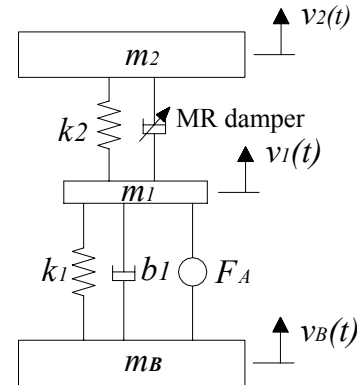 v2(t)
m2
k2
MR damper
v1(t)
m1
k1
b1
FA
vB(t)
mB